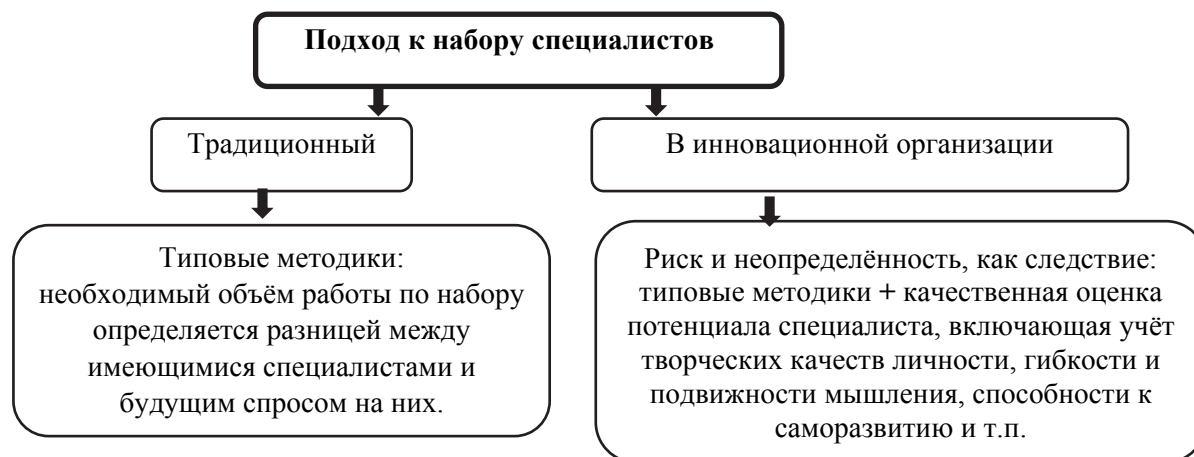 Подход к набору специалистов
Традиционный
В инновационной организации
Типовые методики:
необходимый объём работы по набору
определяется разницей между
имеющимися специалистами и
будущим спросом на них.
Риск и неопределённость, как следствие:
типовые методики + качественная оценка
потенциала специалиста, включающая учёт
творческих качеств личности, гибкости и
подвижности мышления, способности к
саморазвитию и т.п.